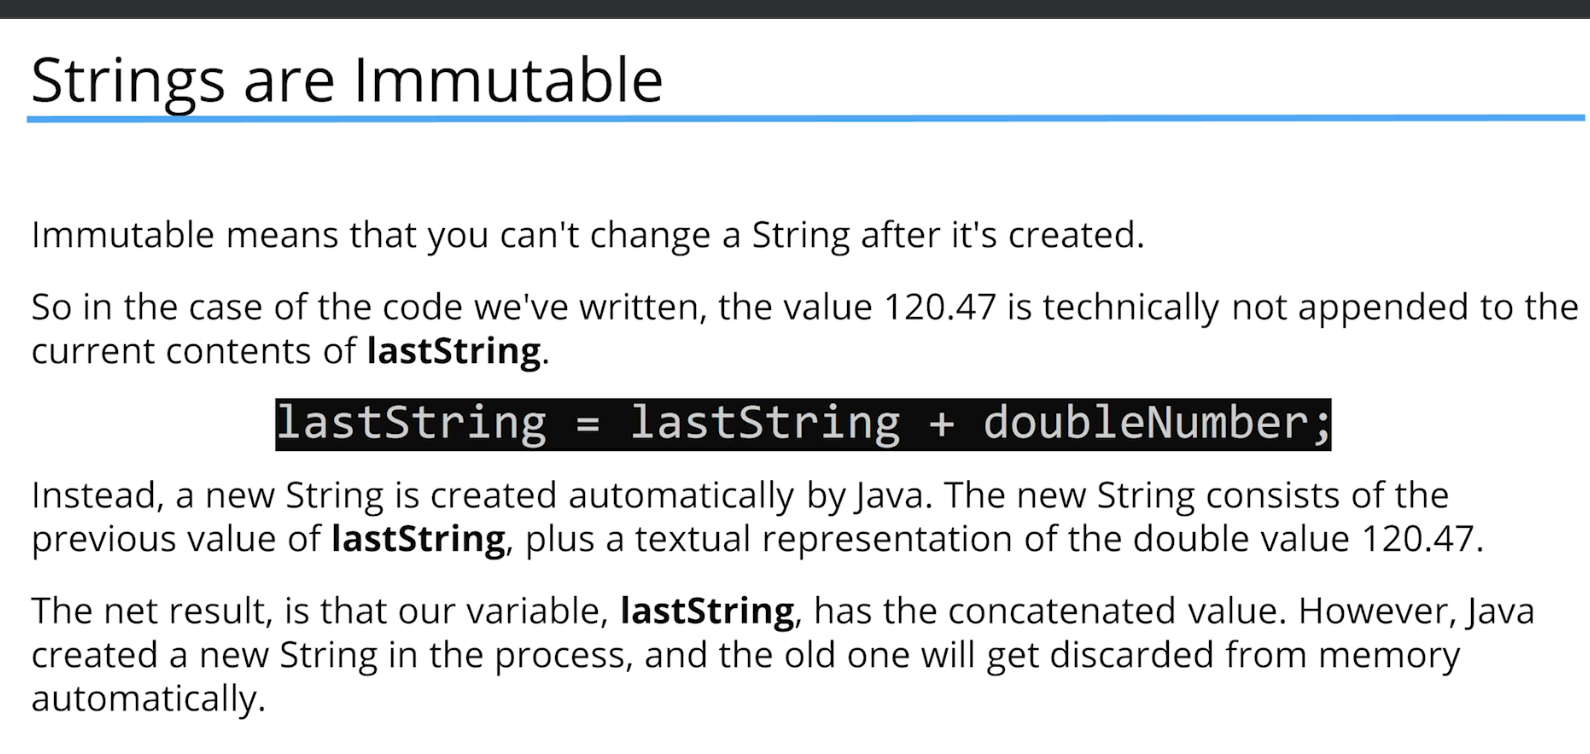 Strings are Immutable
Immutable means that you can't change a String after it's created.
So in the case of the code we've written, the value 120.47 is technically not appended to the
current contents of lastString.
lastString = lastString + doubleNumber;
Instead, a new String is created automatically by Java. The new String consists of the
previous value of lastString, plus a textual representation of the double value 120.47.
The net result, is that our variable, lastString, has the concatenated value. However, Java
created a new String in the process, and the old one will get discarded from memory
automatically.